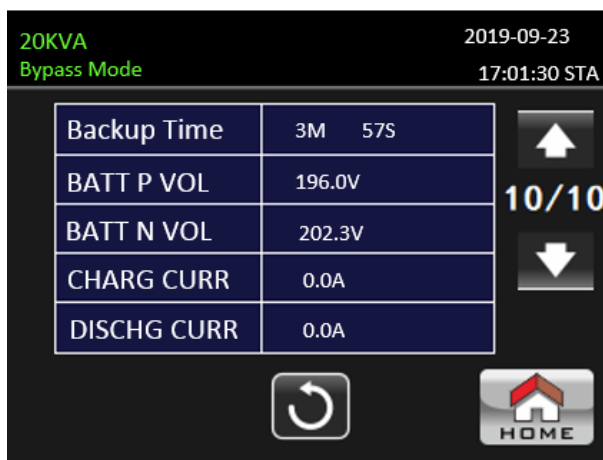 20KVA 2019-09-23
Bypass Mode 17:01:30 STA
Backup Time 3M 57S
BATT P VOL 196.0V
10/10
BATT N VOL 202.3V
CHARG CURR 0.0A
DISCHG CURR 0.0A
HOME